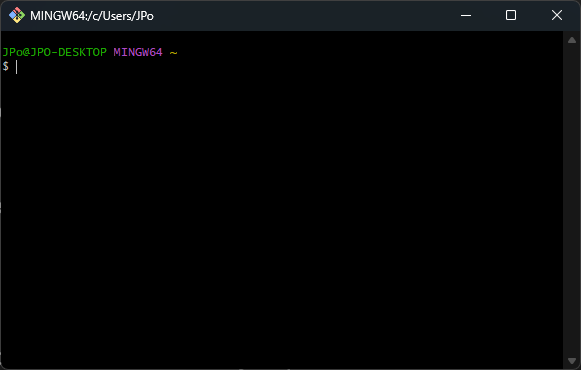 MINGW64:/c/Users/JPo
JPo@JPO-DESKTOP MINGW64 ~
$